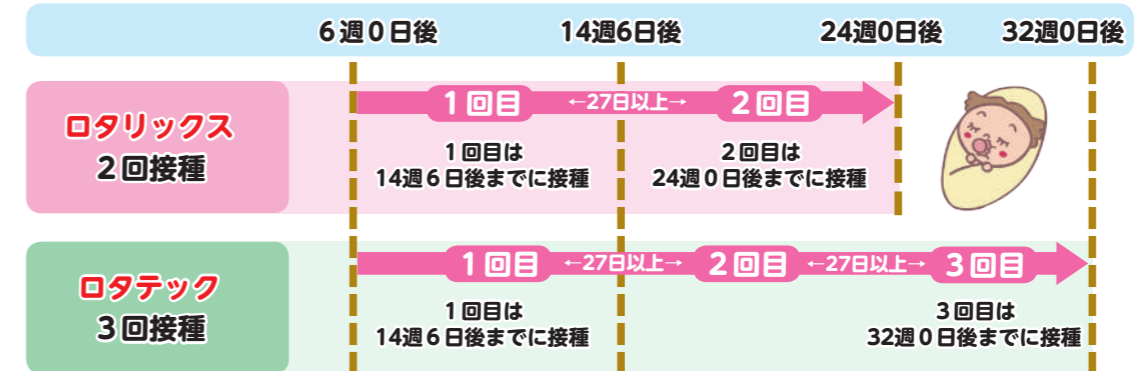 6週0日後 14週6日後 24週0日後 32週0日後
ロタリックス
2回接種
1回目 ←27日以上→ 2回目
1回目は
14週6日後までに接種
2回目は
24週0日後までに接種
ロタテック
3回接種
1回目 ←27日以上→ 2回目 ←27日以上→ 3回目
1回目は
14週6日後までに接種
3回目は
32週0日後までに接種